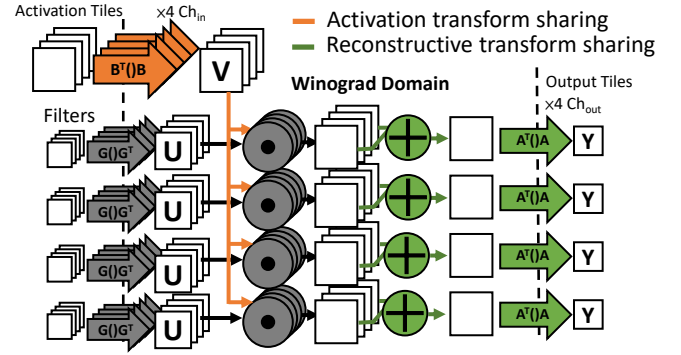 Activation Tiles
×4 Ch_in
Activation transform sharing
Reconstructive transform sharing
B^T()B
V
Winograd Domain
Output Tiles
×4 Ch_out
Filters
G()G^T
U
A^T()A
Y
G()G^T
U
A^T()A
Y
G()G^T
U
A^T()A
Y
G()G^T
U
A^T()A
Y